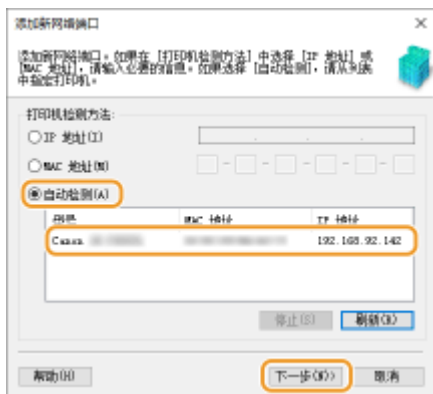 添加新网络端口
添加新网络端口。如果在 [打印机检测方法] 中选择 [IP 地址] 或
[MAC 地址]，请输入必要的信息。如果选择 [自动检测]，请从列表
中指定打印机。
打印机检测方法:
IP 地址(I)
MAC 地址(M)
自动检测(A)
型号 MAC 地址 IP 地址
Canon 192.168.92.142
停止(S) 刷新(R)
帮助(H) 下一步(N)> 取消